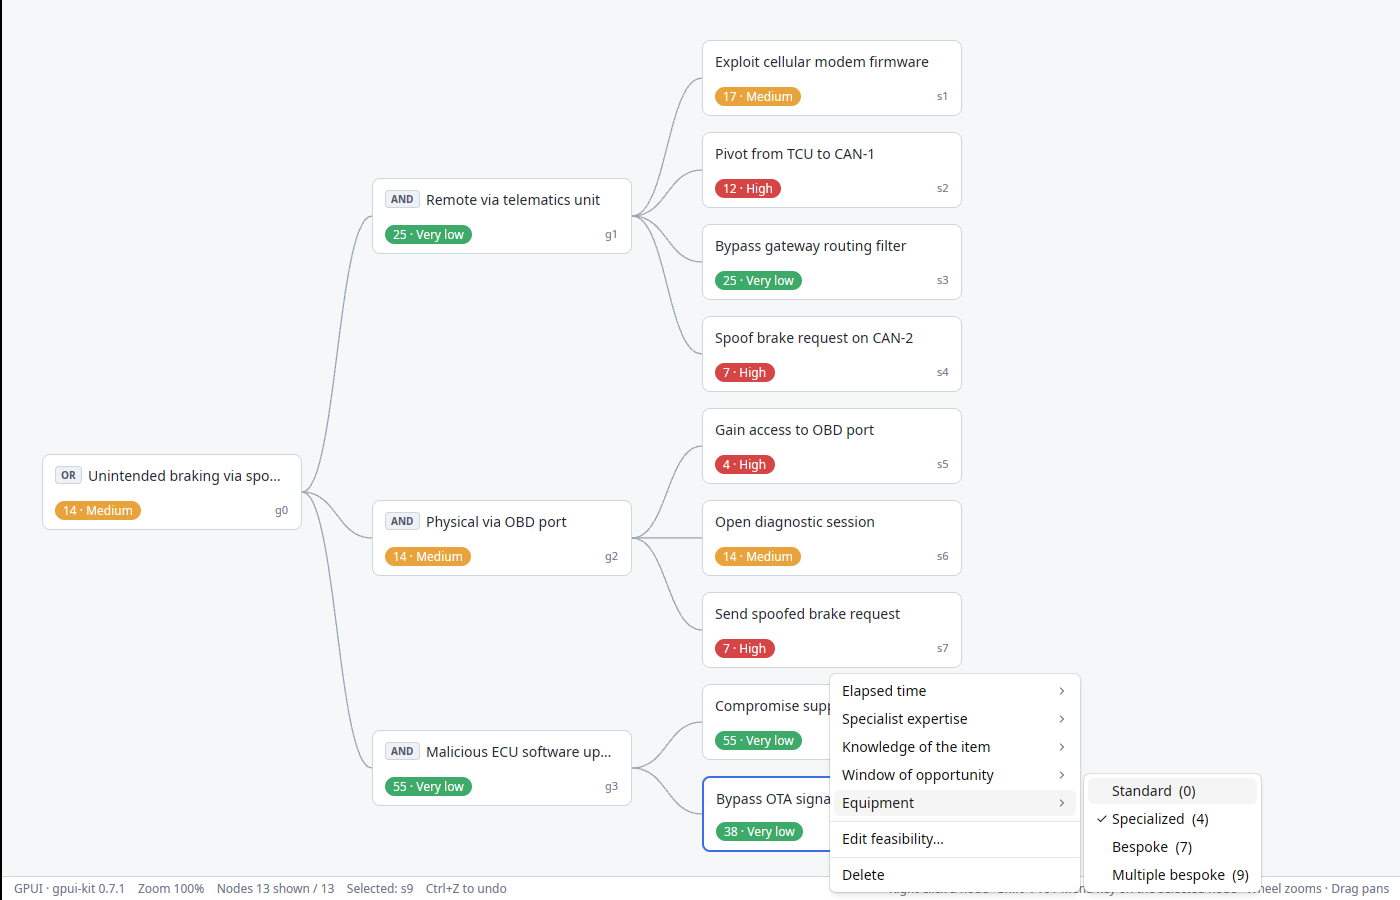 Exploit cellular modem firmware
17 · Medium
s1
Pivot from TCU to CAN-1
12 · High
s2
AND Remote via telematics unit
25 · Very low
g1
Bypass gateway routing filter
25 · Very low
s3
Spoof brake request on CAN-2
7 · High
s4
Gain access to OBD port
4 · High
s5
OR Unintended braking via spo...
14 · Medium
g0
AND Physical via OBD port
14 · Medium
g2
Open diagnostic session
14 · Medium
s6
Send spoofed brake request
7 · High
s7
AND Malicious ECU software up...
55 · Very low
g3
Compromise supp
55 · Very low
Bypass OTA signa
38 · Very low
Elapsed time
Specialist expertise
Knowledge of the item
Window of opportunity
Equipment
Edit feasibility...
Delete
Standard (0)
Specialized (4)
Bespoke (7)
Multiple bespoke (9)
GPUI · gpui-kit 0.7.1 Zoom 100% Nodes 13 shown / 13 Selected: s9 Ctrl+Z to undo
zooms · Drag pans